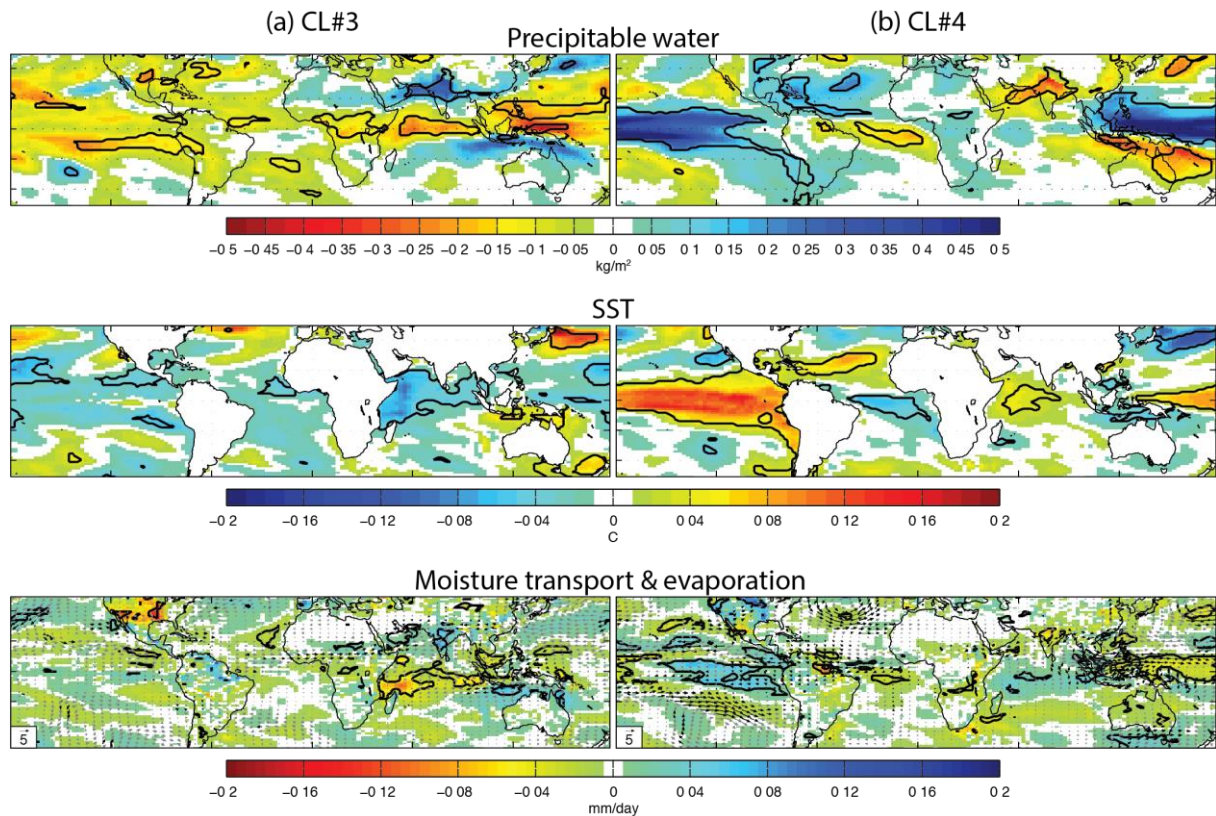 (a) CL#3 (b) CL#4
Precipitable water
−0 5 −0 45 −0 4 −0 35 −0 3 −0 25 −0 2 −0 15 −0 1 −0 05 0 0 05 0 1 0 15 0 2 0 25 0 3 0 35 0 4 0 45 0 5
kg/m²
SST
−0 2 −0 16 −0 12 −0 08 −0 04 0 0 04 0 08 0 12 0 16 0 2
C
Moisture transport & evaporation
5 5
−0 2 −0 16 −0 12 −0 08 −0 04 0 0 04 0 08 0 12 0 16 0 2
mm/day